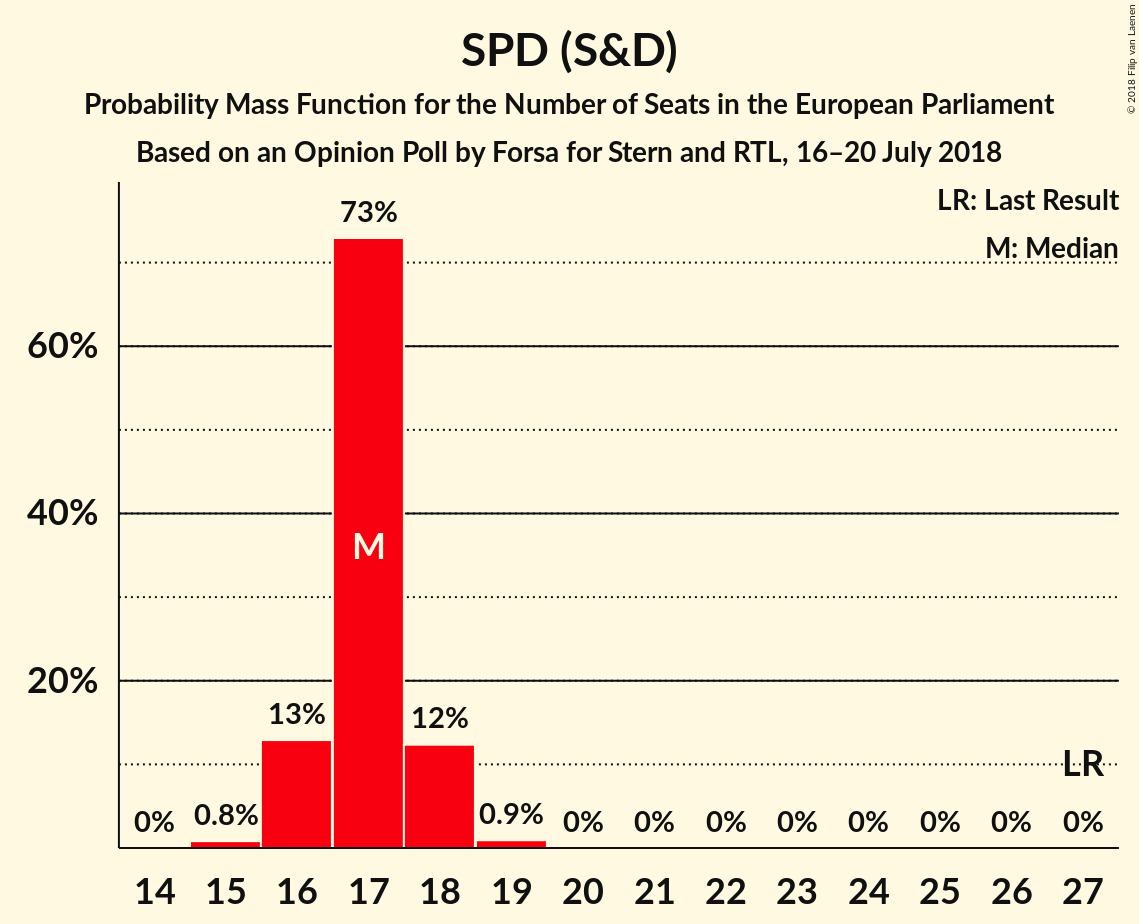 SPD (S&D)
Probability Mass Function for the Number of Seats in the European Parliament
Based on an Opinion Poll by Forsa for Stern and RTL, 16–20 July 2018
© 2018 Filip van Laenen
LR: Last Result
M: Median
60%
40%
20%
0% 0.8% 13% 73% 12% 0.9% 0% 0% 0% 0% 0% 0% 0% 0%
M
LR
14 15 16 17 18 19 20 21 22 23 24 25 26 27